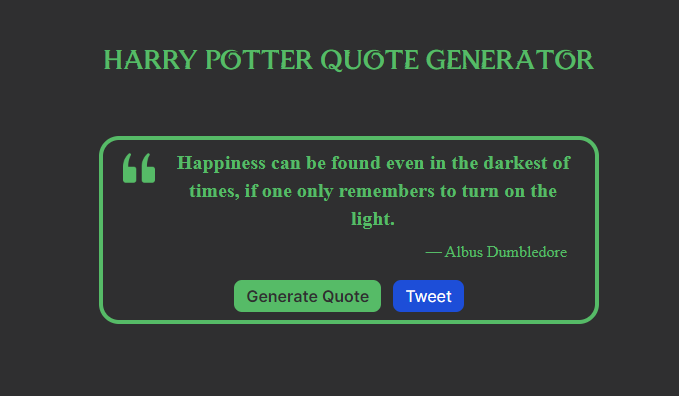 HARRY POTTER QUOTE GENERATOR
Happiness can be found even in the darkest of
times, if one only remembers to turn on the
light.
— Albus Dumbledore
Generate Quote
Tweet